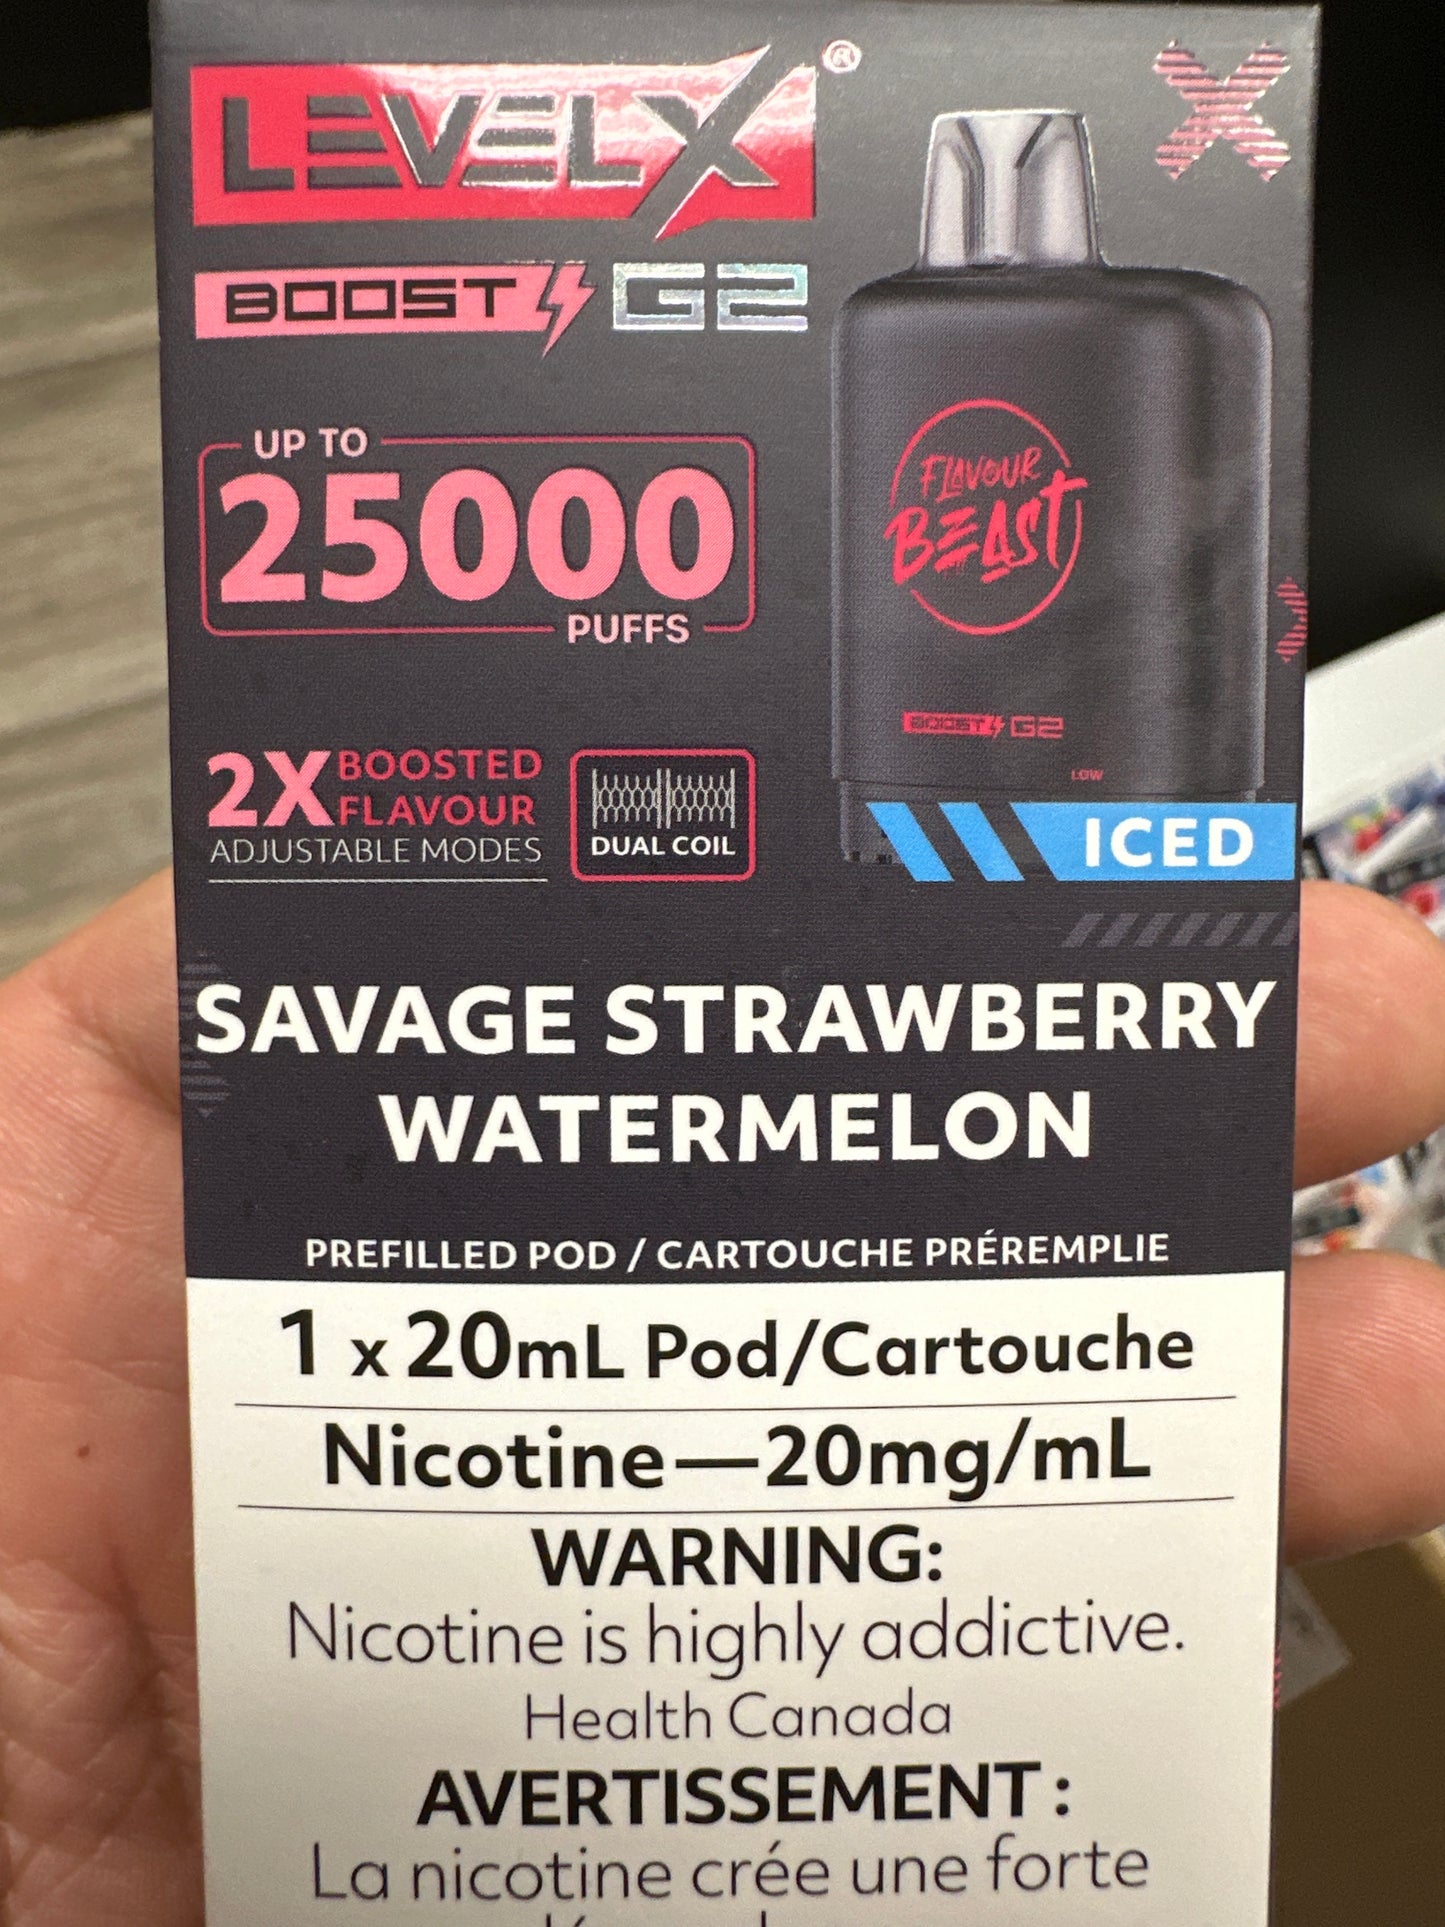 LEVEL X®
BOOST G2
UP TO
25000
PUFFS
FLAVOUR
BEAST
BOOST G2
LOW
2X BOOSTED
FLAVOUR
ADJUSTABLE MODES
DUAL COIL
ICED
SAVAGE STRAWBERRY
WATERMELON
PREFILLED POD / CARTOUCHE PRÉREMPLIE
1 x 20mL Pod/Cartouche
Nicotine—20mg/mL
WARNING:
Nicotine is highly addictive.
Health Canada
AVERTISSEMENT :
La nicotine crée une forte